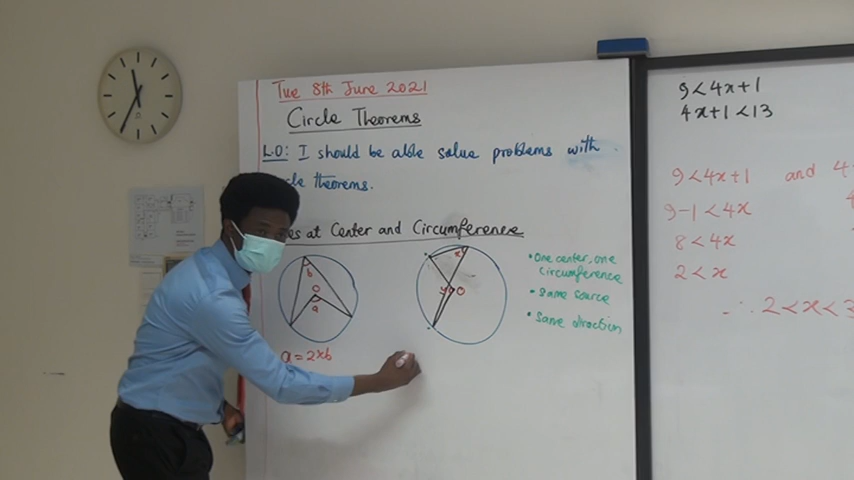 Tue 8th June 2021
Circle Theorems
L.O: I should be able solve problems with
theorems.
at Center and Circumference
b
O
a
a = 2×b
x
y
O
• One center, one
circumference
• Same source
• Same direction
9<4x+1
4x+1<13
9<4x+1 and 4
9-1<4x
8<4x
2<x
∴ 2<x<3